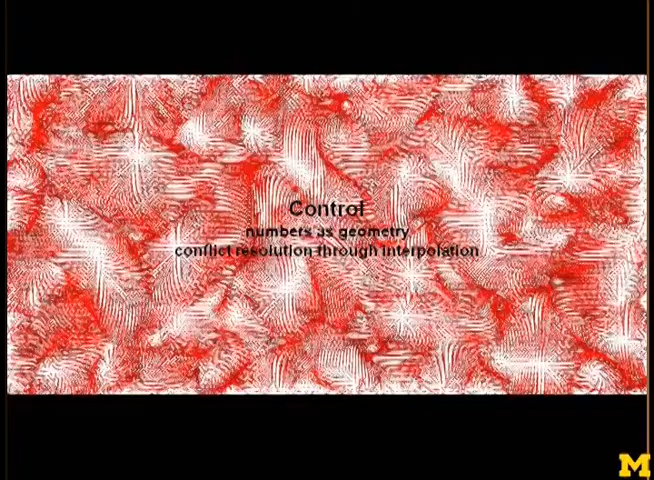 Control
numbers as geometry
conflict resolution through interpolation
M